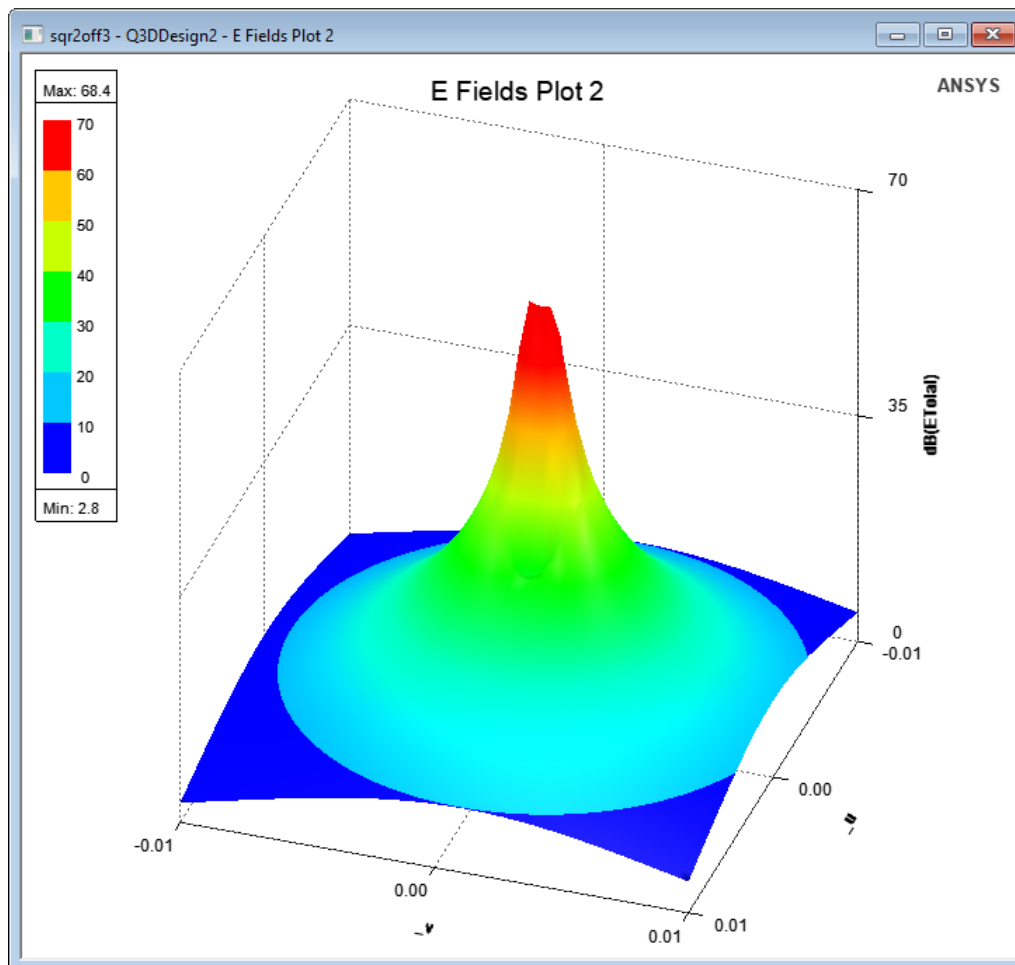 sqr2off3 - Q3DDesign2 - E Fields Plot 2
E Fields Plot 2
ANSYS
Max: 68.4
70
60
50
40
30
20
10
0
Min: 2.8
70
35
0
dB(ETotal)
-0.01
0.00
0.01
_u
-0.01
0.00
0.01
_v